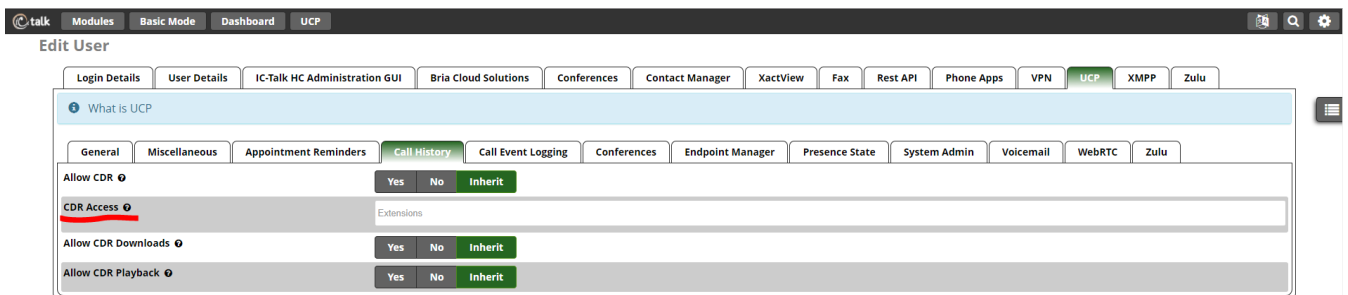 talk Modules Basic Mode Dashboard UCP
Edit User
Login Details User Details IC-Talk HC Administration GUI Bria Cloud Solutions Conferences Contact Manager XactView Fax Rest API Phone Apps VPN UCP XMPP Zulu
What is UCP
General Miscellaneous Appointment Reminders Call History Call Event Logging Conferences Endpoint Manager Presence State System Admin Voicemail WebRTC Zulu
Allow CDR Yes No Inherit
CDR Access Extensions
Allow CDR Downloads Yes No Inherit
Allow CDR Playback Yes No Inherit